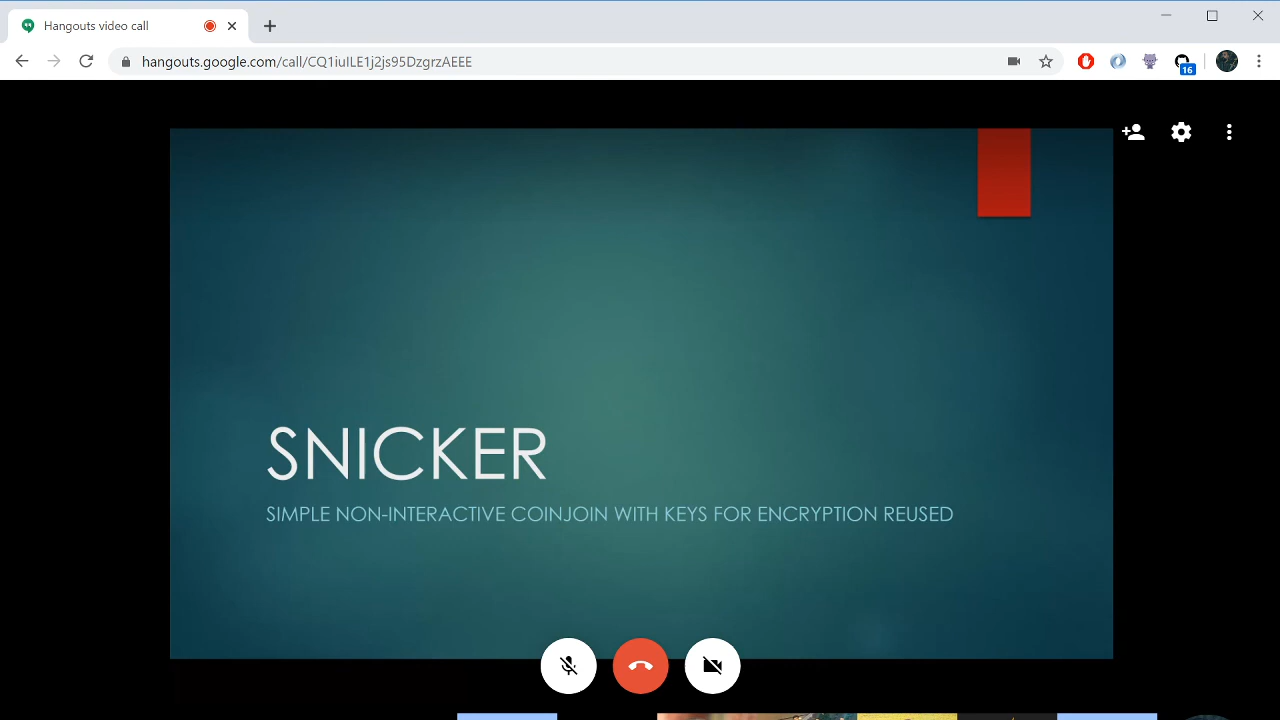 Hangouts video call
hangouts.google.com/call/CQ1iuILE1j2js95DzgrzAEEE
16
SNICKER
SIMPLE NON-INTERACTIVE COINJOIN WITH KEYS FOR ENCRYPTION REUSED